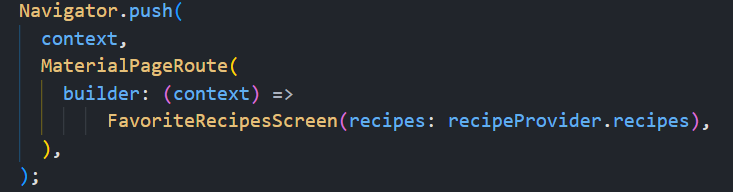 Navigator.push(
context,
MaterialPageRoute(
builder: (context) =>
FavoriteRecipesScreen(recipes: recipeProvider.recipes),
),
);